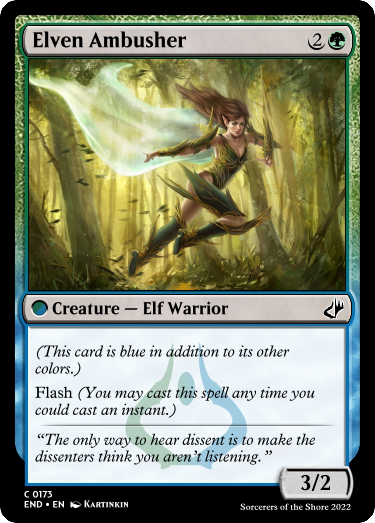 Elven Ambusher 2
Creature — Elf Warrior
(This card is blue in addition to its other
colors.)
Flash (You may cast this spell any time you
could cast an instant.)
“The only way to hear dissent is to make the
dissenters think you aren’t listening.”
3/2
C 0173
END • EN Kartinkin
Sorcerers of the Shore 2022